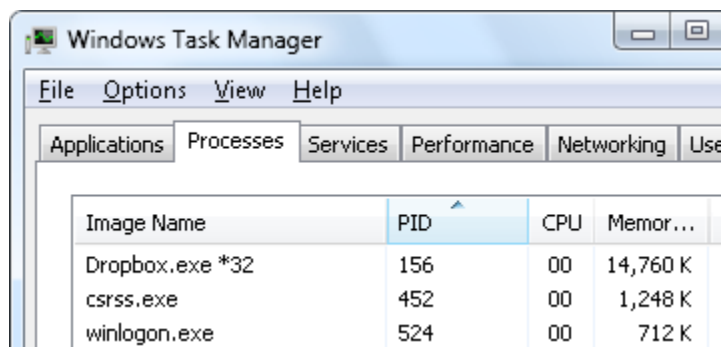 Windows Task Manager
File Options View Help
Applications Processes Services Performance Networking Use
Image Name PID CPU Memor...
Dropbox.exe *32 156 00 14,760 K
csrss.exe 452 00 1,248 K
winlogon.exe 524 00 712 K